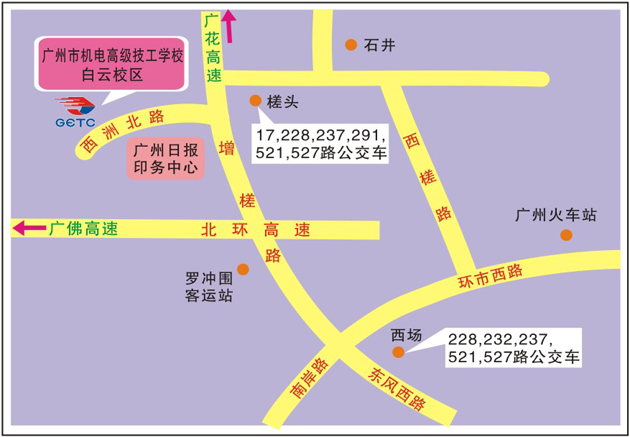 广花高速
石井
广州市机电高级技工学校
白云校区
GETC
槎头
17,228,237,291,
521,527路公交车
西洲北路
广州日报
印务中心
增槎路
西槎路
广州火车站
广佛高速
北环高速
罗冲围
客运站
环市西路
西场
228,232,237,
521,527路公交车
南岸路
东风西路